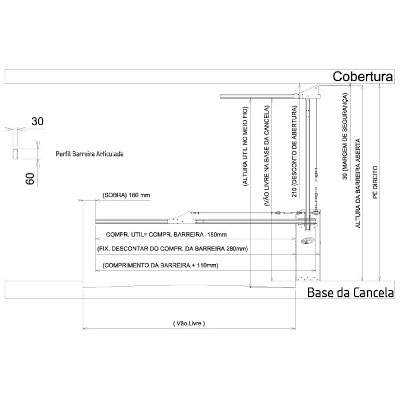 Cobertura
30
Perfil Barreira Articulada
60
(SOBRA) 180 mm
COMPR. UTIL= COMPR. BARREIRA -180mm
(FIX. DESCONTAR DO COMPR. DA BARREIRA 280mm)
(COMPRIMENTO DA BARREIRA + 110mm)
(ALTURA UTIL NO MEIO FIO)
(VÃO LIVRE NA BASE DA CANCELA)
210 (DESCONTO DE ABERTURA)
30 (MARGEM DE SEGURANÇA)
ALTURA DA BARREIRA ABERTA
PÉ DIREITO
Base da Cancela
( Vão Livre )